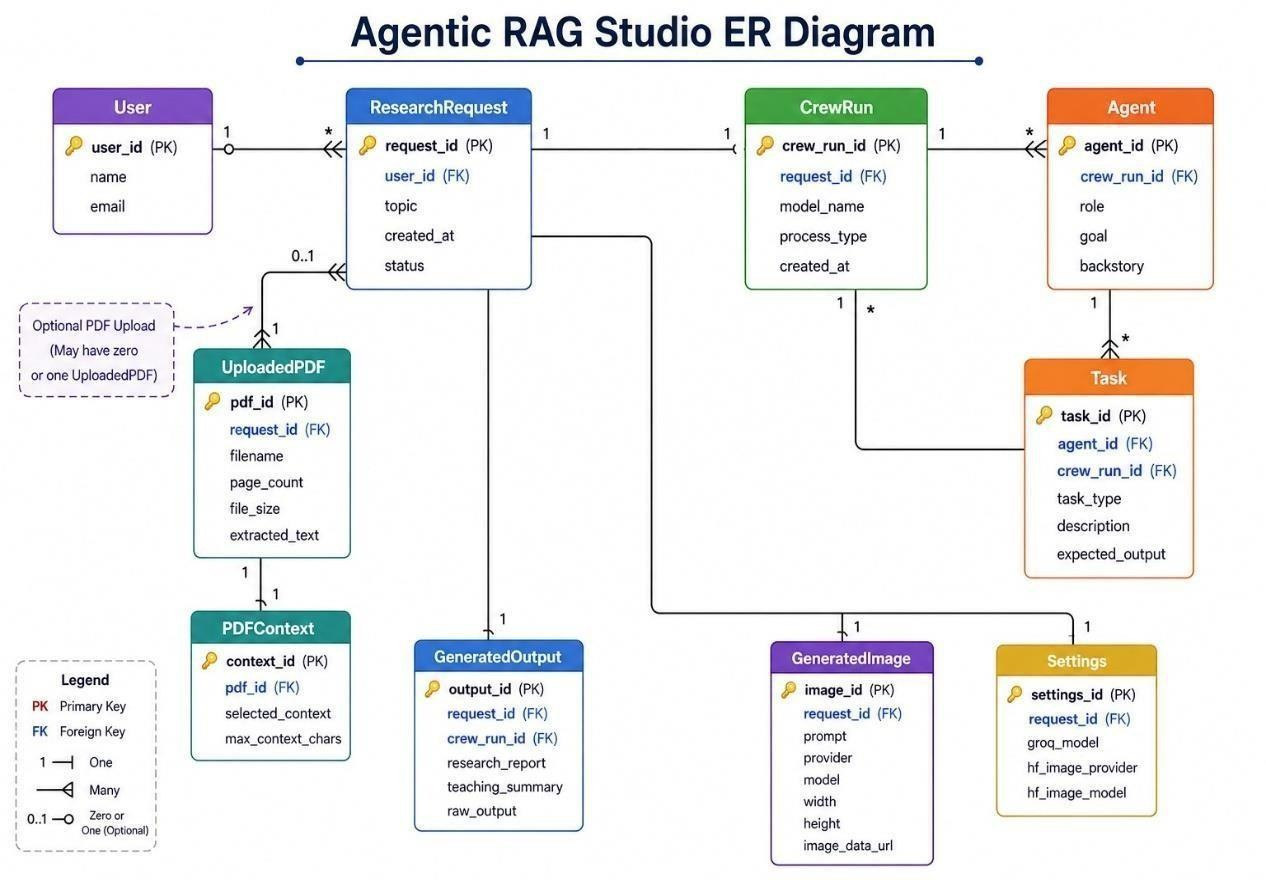 Agentic RAG Studio ER Diagram
User
user_id (PK)
name
email
1
*
ResearchRequest
request_id (PK)
user_id (FK)
topic
created_at
status
1
1
CrewRun
crew_run_id (PK)
request_id (FK)
model_name
process_type
created_at
1
*
Agent
agent_id (PK)
crew_run_id (FK)
role
goal
backstory
0..1
1
Optional PDF Upload
(May have zero
or one UploadedPDF)
UploadedPDF
pdf_id (PK)
request_id (FK)
filename
page_count
file_size
extracted_text
1
*
1
*
Task
task_id (PK)
agent_id (FK)
crew_run_id (FK)
task_type
description
expected_output
1
1
PDFContext
context_id (PK)
pdf_id (FK)
selected_context
max_context_chars
1
GeneratedOutput
output_id (PK)
request_id (FK)
crew_run_id (FK)
research_report
teaching_summary
raw_output
1
GeneratedImage
image_id (PK)
request_id (FK)
prompt
provider
model
width
height
image_data_url
1
Settings
settings_id (PK)
request_id (FK)
groq_model
hf_image_provider
hf_image_model
Legend
PK Primary Key
FK Foreign Key
1 One
Many
0..1 Zero or
One (Optional)